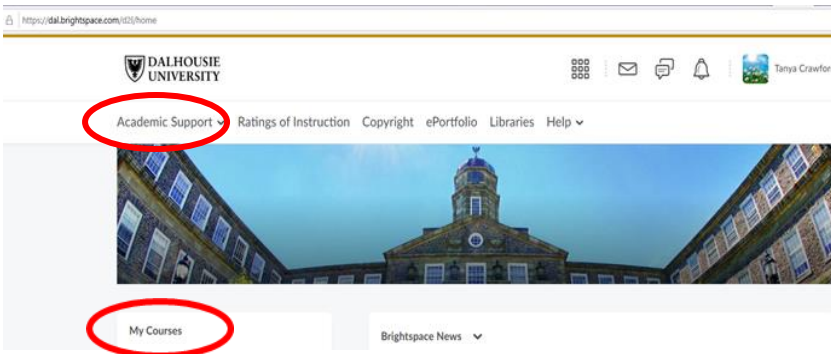 https://dal.brightspace.com/d2l/home
DALHOUSIE
UNIVERSITY
Tanya Crawfor
Academic Support Ratings of Instruction Copyright ePortfolio Libraries Help
My Courses
Brightspace News